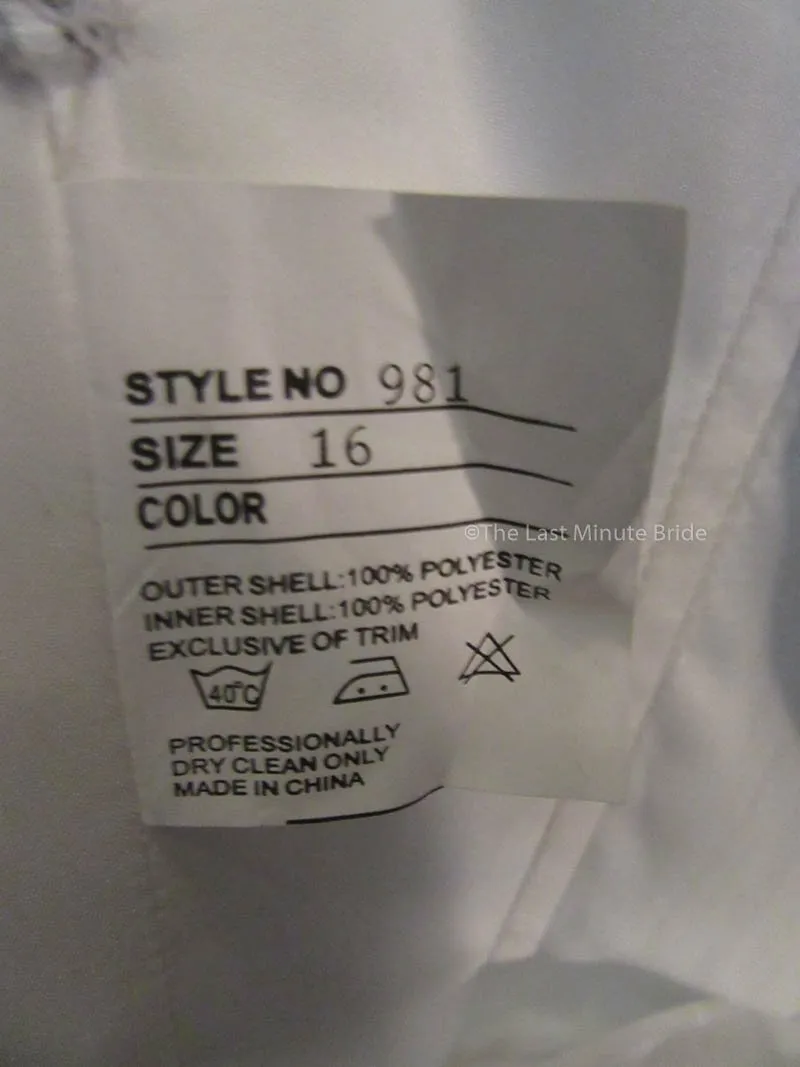 STYLE NO 981
SIZE 16
COLOR
©The Last Minute Bride
OUTER SHELL:100% POLYESTER
INNER SHELL:100% POLYESTER
EXCLUSIVE OF TRIM
40°C
PROFESSIONALLY
DRY CLEAN ONLY
MADE IN CHINA